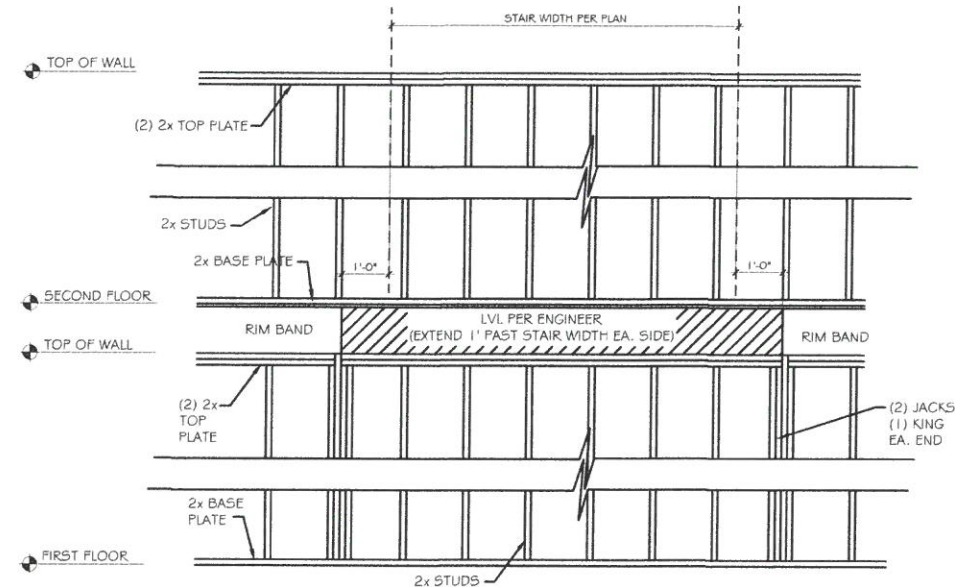 STAIR WIDTH PER PLAN
TOP OF WALL
(2) 2x TOP PLATE
2x STUDS
1'-0"
1'-0"
2x BASE PLATE
SECOND FLOOR
RIM BAND
LVL PER ENGINEER
(EXTEND 1' PAST STAIR WIDTH EA. SIDE)
RIM BAND
TOP OF WALL
(2) 2x
TOP
PLATE
(2) JACKS
(1) KING
EA. END
2x BASE
PLATE
FIRST FLOOR
2x STUDS